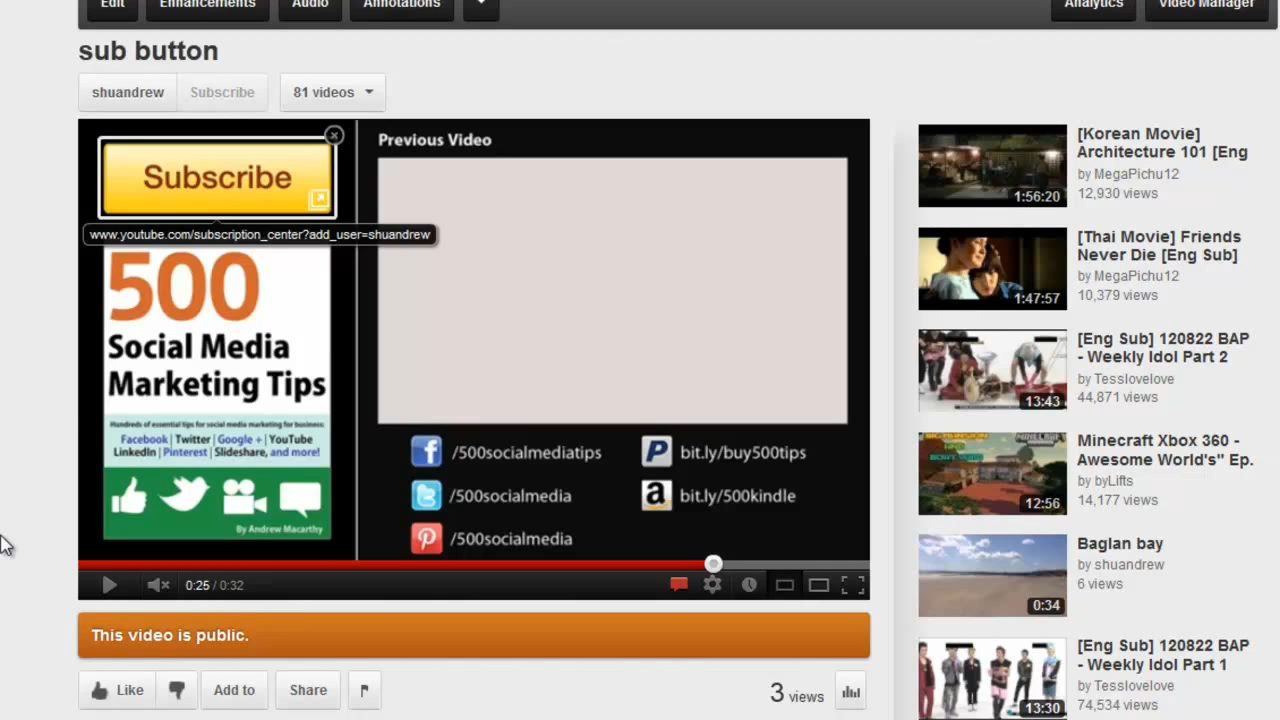 Edit
Enhancements
Audio
Annotations
Analytics
Video Manager
sub button
shuandrew
Subscribe
81 videos
Subscribe
www.youtube.com/subscription_center?add_user=shuandrew
500
Social Media
Marketing Tips
Hundreds of essential tips for social media marketing for business:
Facebook | Twitter | Google + | YouTube
LinkedIn | Pinterest | Slideshare, and more!
By Andrew Macarthy
Previous Video
/500socialmediatips
bit.ly/buy500tips
/500socialmedia
bit.ly/500kindle
/500socialmedia
0:25 / 0:32
This video is public.
Like
Add to
Share
3 views
[Korean Movie]
Architecture 101 [Eng
by MegaPichu12
12,930 views
1:56:20
[Thai Movie] Friends
Never Die [Eng Sub]
by MegaPichu12
10,379 views
1:47:57
[Eng Sub] 120822 BAP
- Weekly Idol Part 2
by Tesslovelove
44,871 views
13:43
Minecraft Xbox 360 -
Awesome World's" Ep.
by byLifts
14,177 views
12:56
Baglan bay
by shuandrew
6 views
0:34
[Eng Sub] 120822 BAP
- Weekly Idol Part 1
by Tesslovelove
74,534 views
13:30